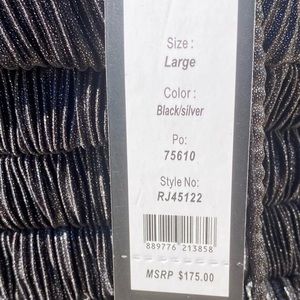 Size :
Large
Color :
Black/silver
Po:
75610
Style No:
RJ45122
889776 213858
MSRP $175.00